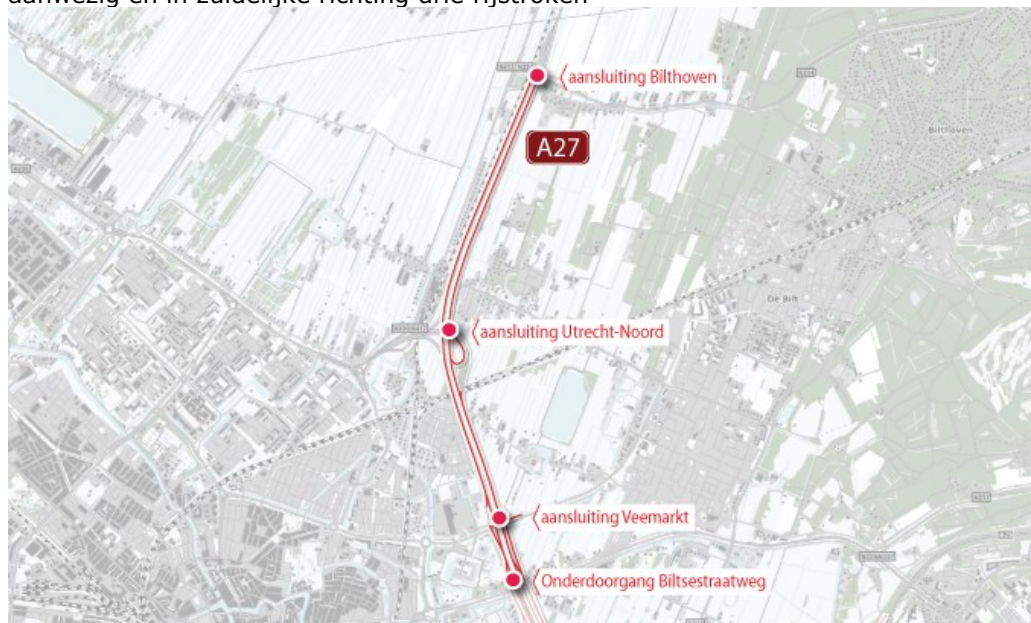 aanwezig en in zuidelijke richting drie rijstroken
aansluiting Bilthoven
A27
Bilthoven
De Bilt
aansluiting Utrecht-Noord
aansluiting Veemarkt
Onderdoorgang Biltsestraatweg